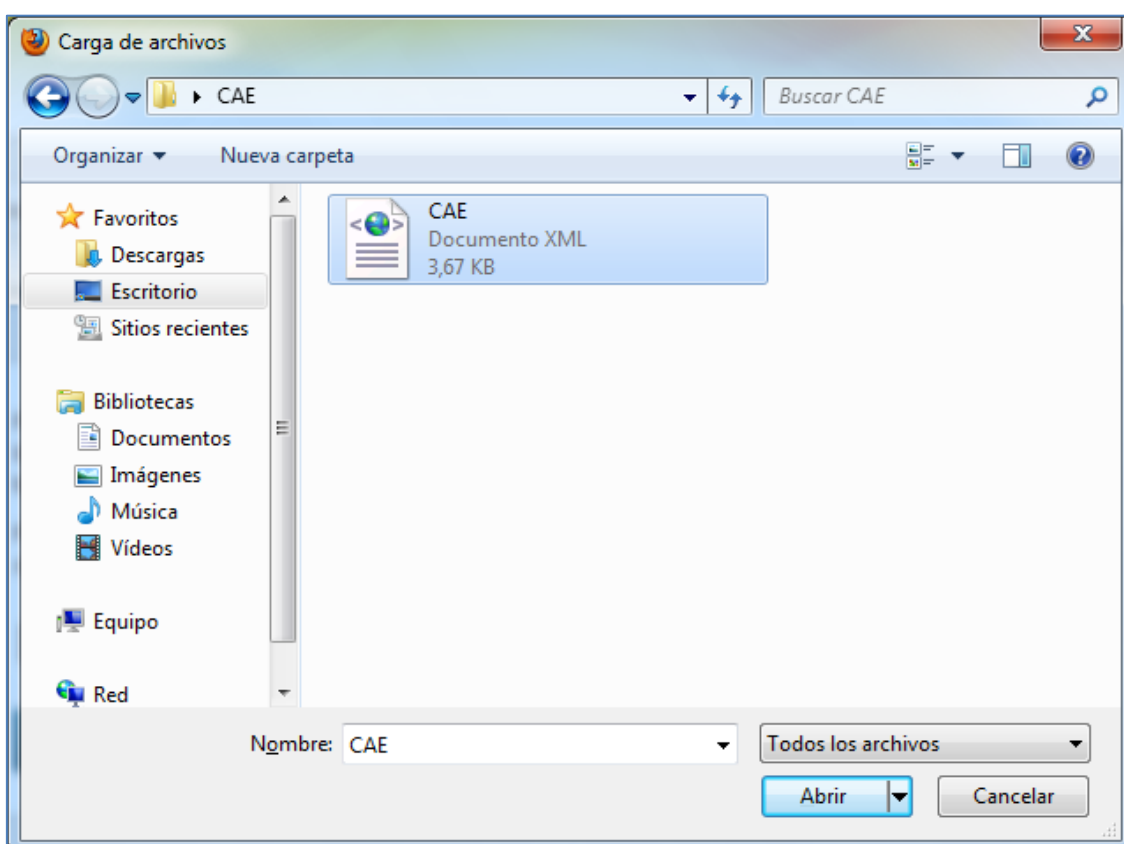 Carga de archivos
CAE
Buscar CAE
Organizar
Nueva carpeta
Favoritos
Descargas
Escritorio
Sitios recientes
Bibliotecas
Documentos
Imágenes
Música
Vídeos
Equipo
Red
CAE
Documento XML
3,67 KB
Nombre: CAE
Todos los archivos
Abrir
Cancelar